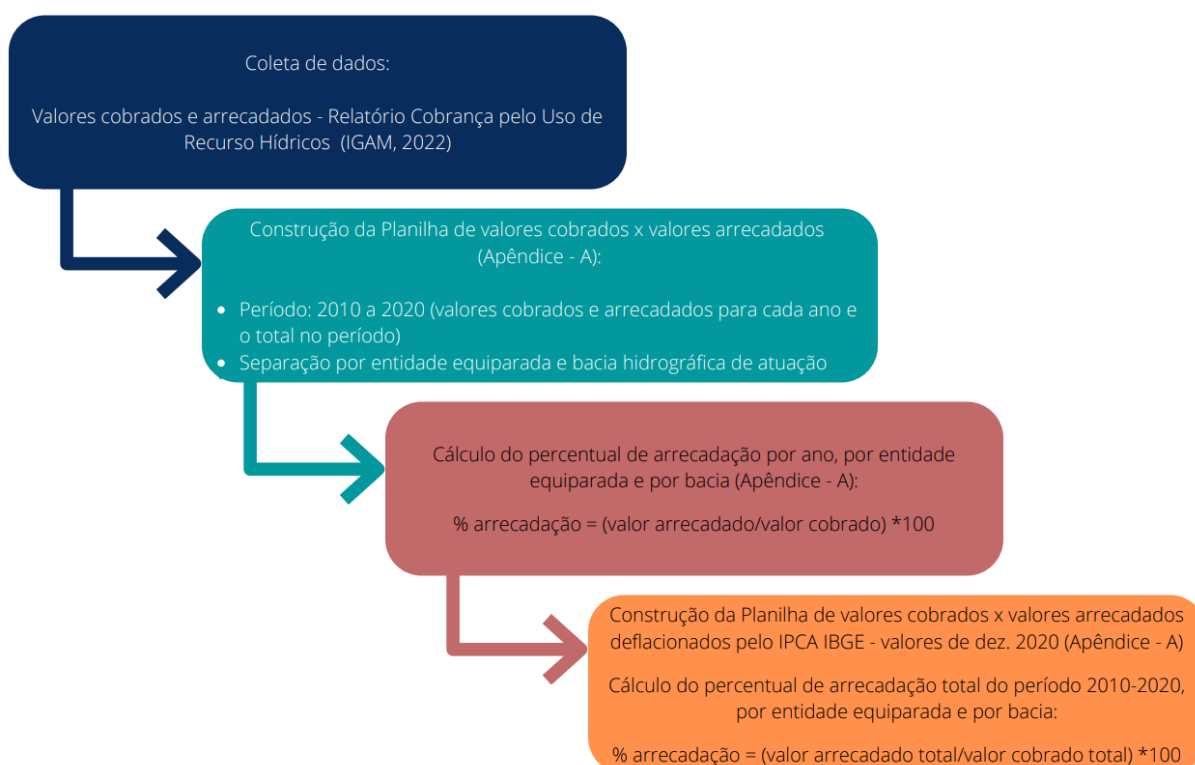 Coleta de dados:
Valores cobrados e arrecadados - Relatório Cobrança pelo Uso de
Recurso Hídricos (IGAM, 2022)
Construção da Planilha de valores cobrados x valores arrecadados
(Apêndice - A):
• Período: 2010 a 2020 (valores cobrados e arrecadados para cada ano e
o total no período)
• Separação por entidade equiparada e bacia hidrográfica de atuação
Cálculo do percentual de arrecadação por ano, por entidade
equiparada e por bacia (Apêndice - A):
% arrecadação = (valor arrecadado/valor cobrado) *100
Construção da Planilha de valores cobrados x valores arrecadados
deflacionados pelo IPCA IBGE - valores de dez. 2020 (Apêndice - A)
Cálculo do percentual de arrecadação total do período 2010-2020,
por entidade equiparada e por bacia:
% arrecadação = (valor arrecadado total/valor cobrado total) *100